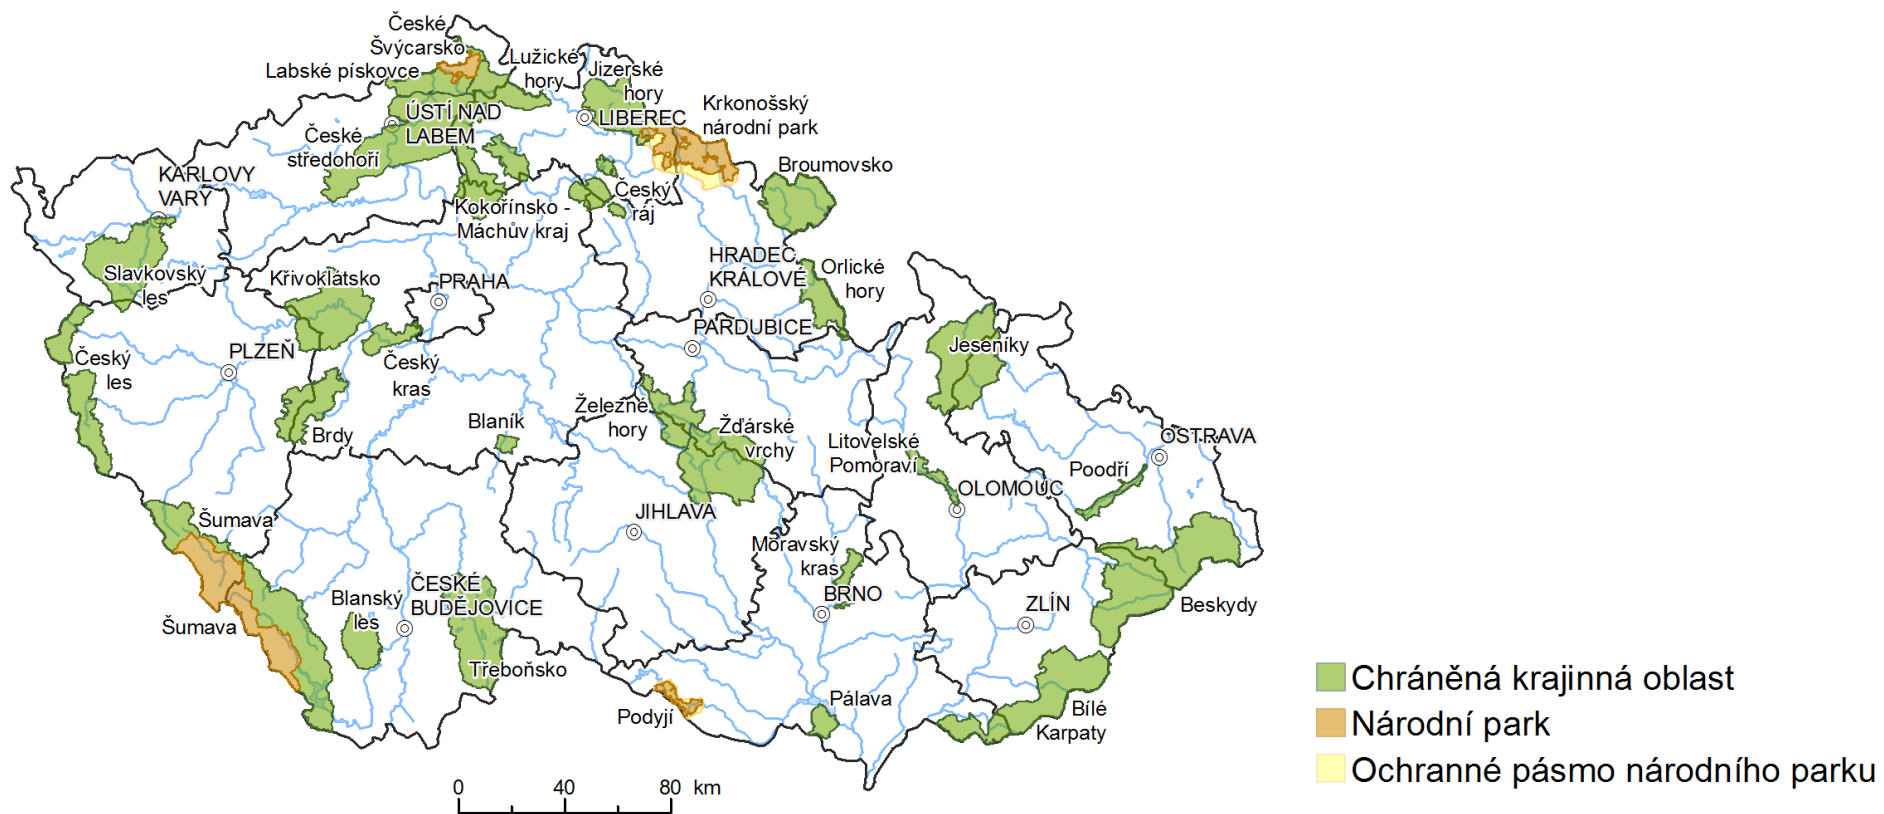 České
Švýcarsko
Labské pískovce
Lužické
hory
Jizerské
hory
ÚSTÍ NAD
LABEM
LIBEREC
Krkonošský
národní park
České
středohoří
Broumovsko
KARLOVY
VARY
Český
ráj
Kokořínsko -
Máchův kraj
Slavkovský
les
Křivoklátsko
PRAHA
HRADEC
KRÁLOVÉ
Orlické
hory
PARDUBICE
Český
les
PLZEŇ
Český
kras
Jeseníky
Železné
hory
Blaník
Brdy
Žďárské
vrchy
Litovelské
Pomoraví
OSTRAVA
Poodří
OLOMOUC
Šumava
JIHLAVA
Moravský
kras
BRNO
Šumava
Blanský
les
ČESKÉ
BUDĚJOVICE
ZLÍN
Beskydy
Třeboňsko
Podyjí
Pálava
Bílé
Karpaty
0 40 80 km
Chráněná krajinná oblast
Národní park
Ochranné pásmo národního parku